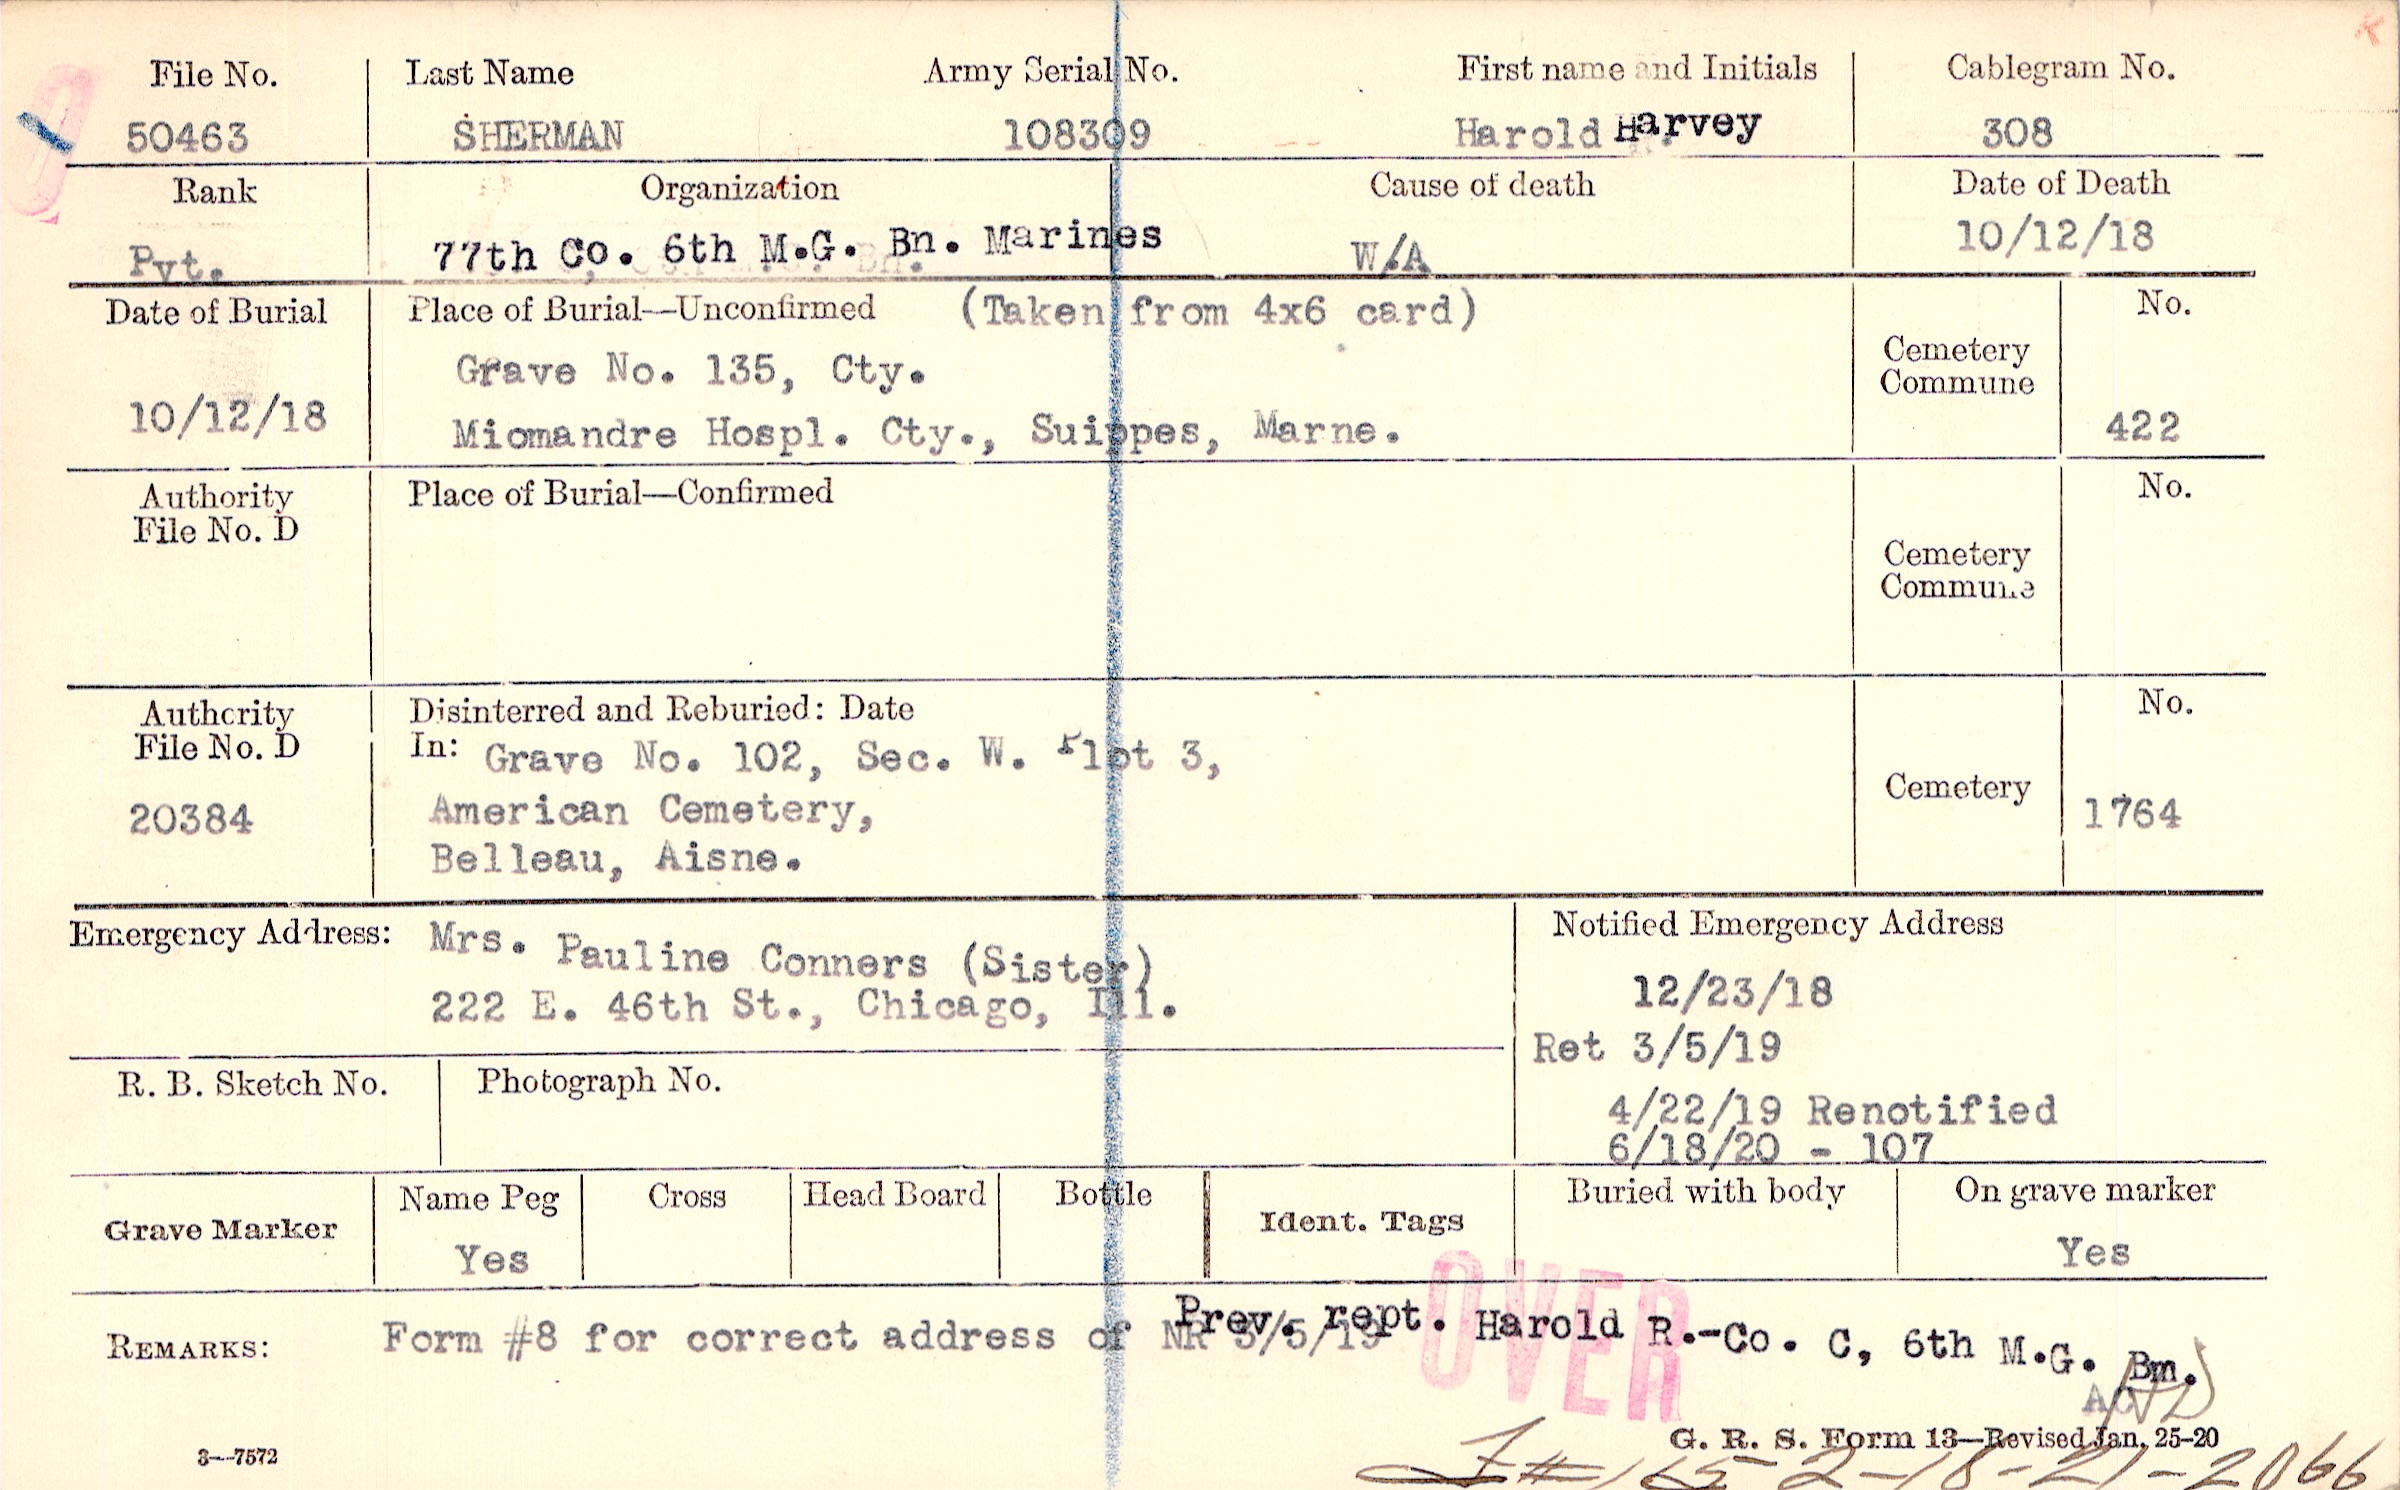 File No. Last Name Army Serial No. First name and Initials Cablegram No.
50463 SHERMAN 108309 Harold Harvey 308
Rank Organization Cause of death Date of Death
Pvt. 77th Co. 6th M.G. Bn. Marines W/A 10/12/18
Date of Burial Place of Burial—Unconfirmed (Taken from 4x6 card) No.
Grave No. 135, Cty. Cemetery
Commune
10/12/18 Miomandre Hospl. Cty., Suippes, Marne. 422
Authority Place of Burial—Confirmed No.
File No. D
Cemetery
Commune
Authority Disinterred and Reburied: Date No.
File No. D In: Grave No. 102, Sec. W. Plot 3,
20384 American Cemetery, Cemetery 1764
Belleau, Aisne.
Emergency Address: Mrs. Pauline Conners (Sister) Notified Emergency Address
222 E. 46th St., Chicago, Ill. 12/23/18
Ret 3/5/19
R. B. Sketch No. Photograph No.
4/22/19 Renotified
6/18/20 - 107
Grave Marker Name Peg Cross Head Board Bottle Ident. Tags Buried with body On grave marker
Yes Yes
OVER
REMARKS: Form #8 for correct address of NR 3/5/19 Prev. rept. Harold R.-Co. C, 6th M.G. Bm.
3—7572 G. R. S. Form 13—Revised Jan. 25-20
2-18-21-2066